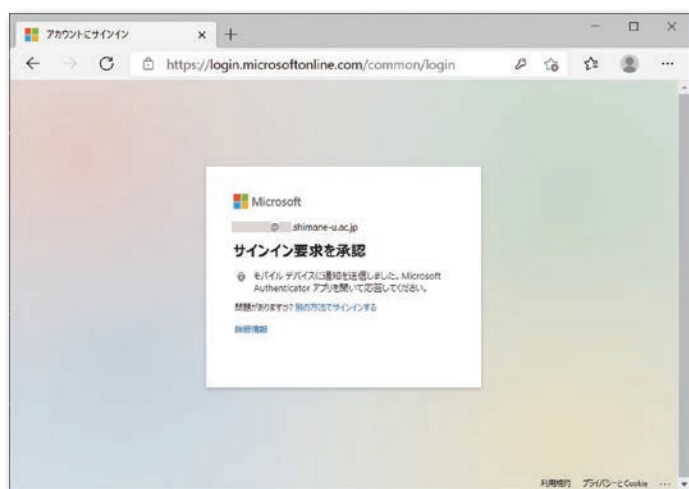 アカウントにサインイン
https://login.microsoftonline.com/common/login
Microsoft
@ .shimane-u.ac.jp
サインイン要求を承認
モバイル デバイスに通知を送信しました。Microsoft
Authenticator アプリを開いて応答してください。
問題がありますか? 別の方法でサインインする
詳細情報
利用規約 プライバシーと Cookie ...